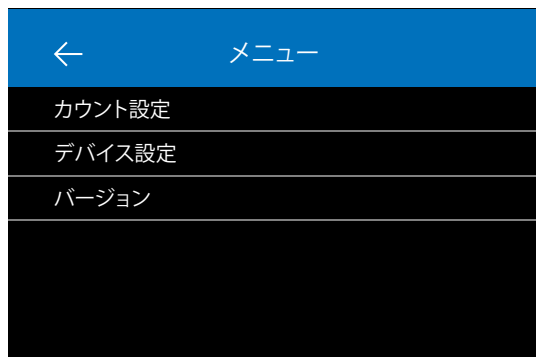 メニュー
カウント設定
デバイス設定
バージョン